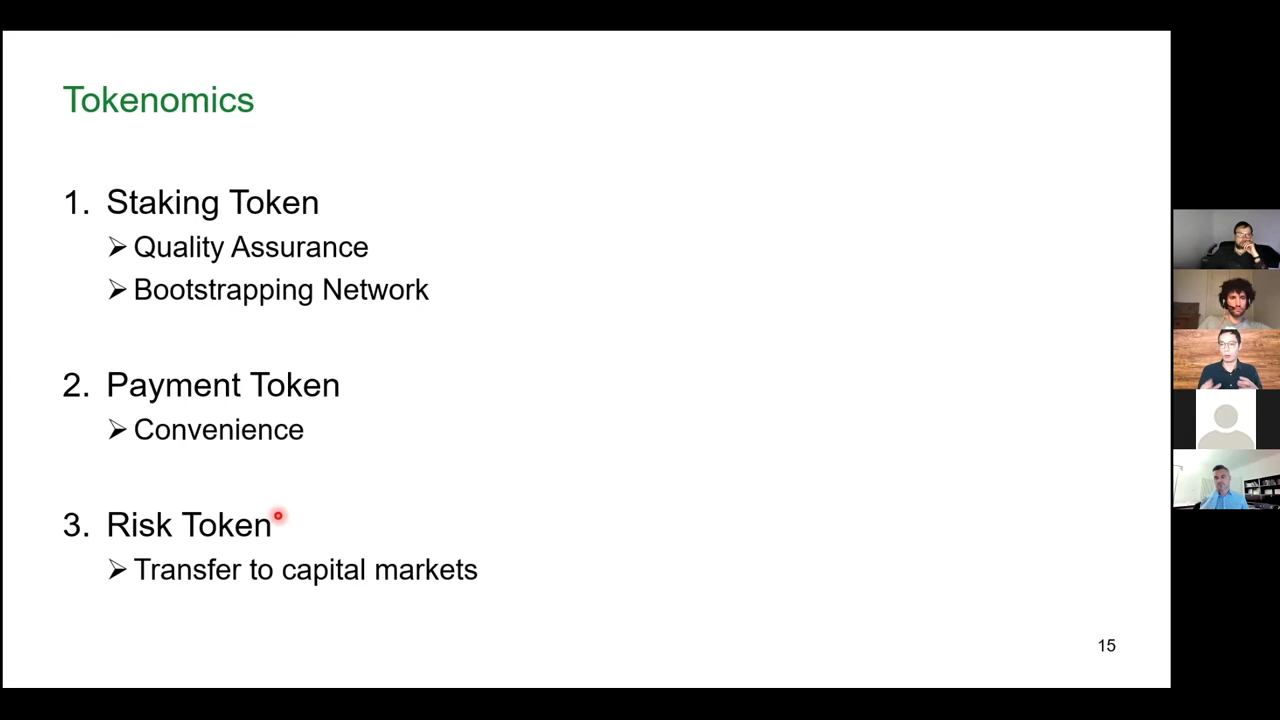 Tokenomics
1. Staking Token
➢ Quality Assurance
➢ Bootstrapping Network
2. Payment Token
➢ Convenience
3. Risk Token
➢ Transfer to capital markets
15